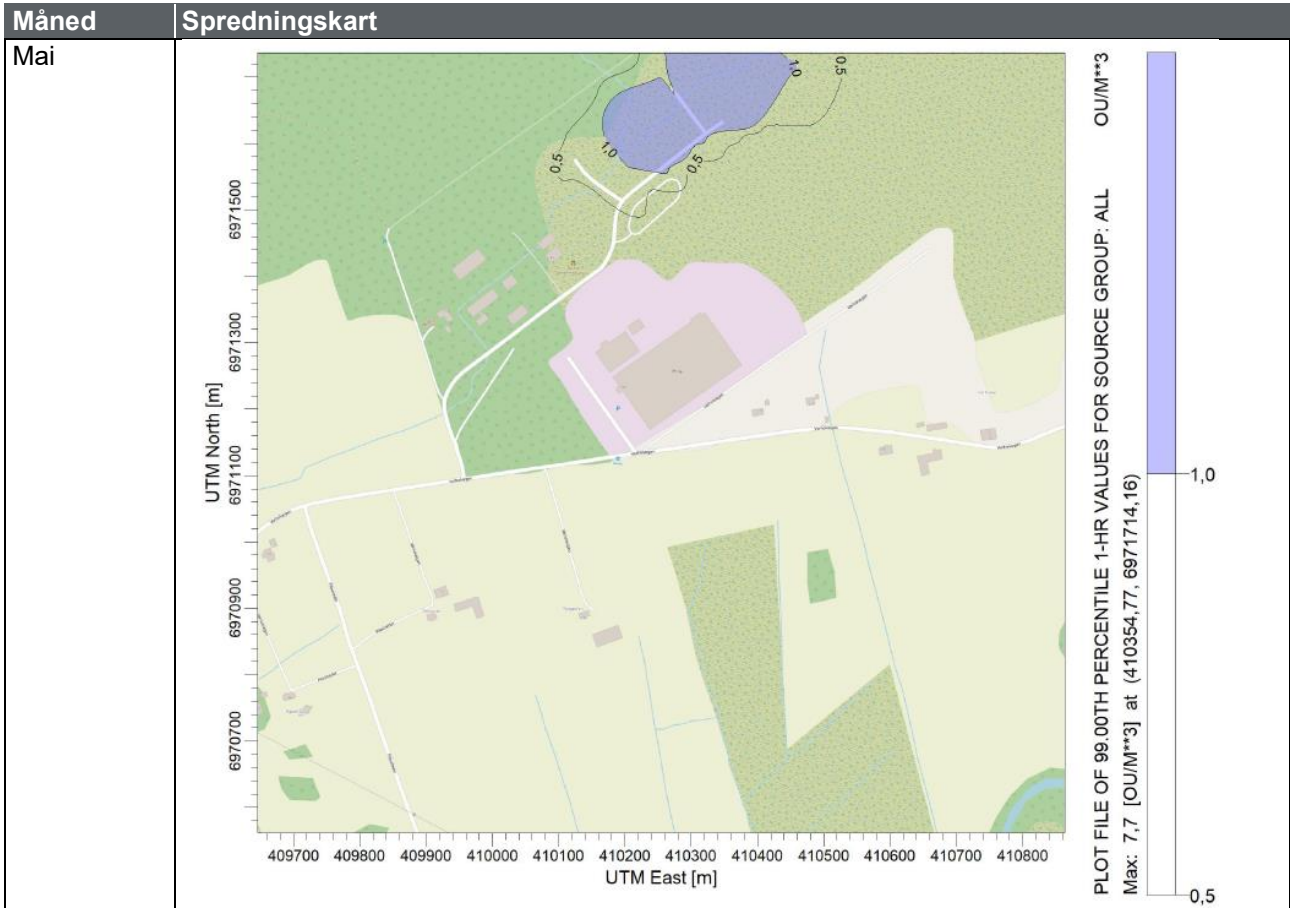 Måned Spredningskart
Mai
1,0
0,5
1,0
0,5
0,5
6971500
6971300
6971100
6970900
6970700
UTM North [m]
409700 409800 409900 410000 410100 410200 410300 410400 410500 410600 410700 410800
UTM East [m]
PLOT FILE OF 99.00TH PERCENTILE 1-HR VALUES FOR SOURCE GROUP: ALL OU/M**3
Max: 7,7 [OU/M**3] at (410354,77, 6971714,16)
1,0
0,5